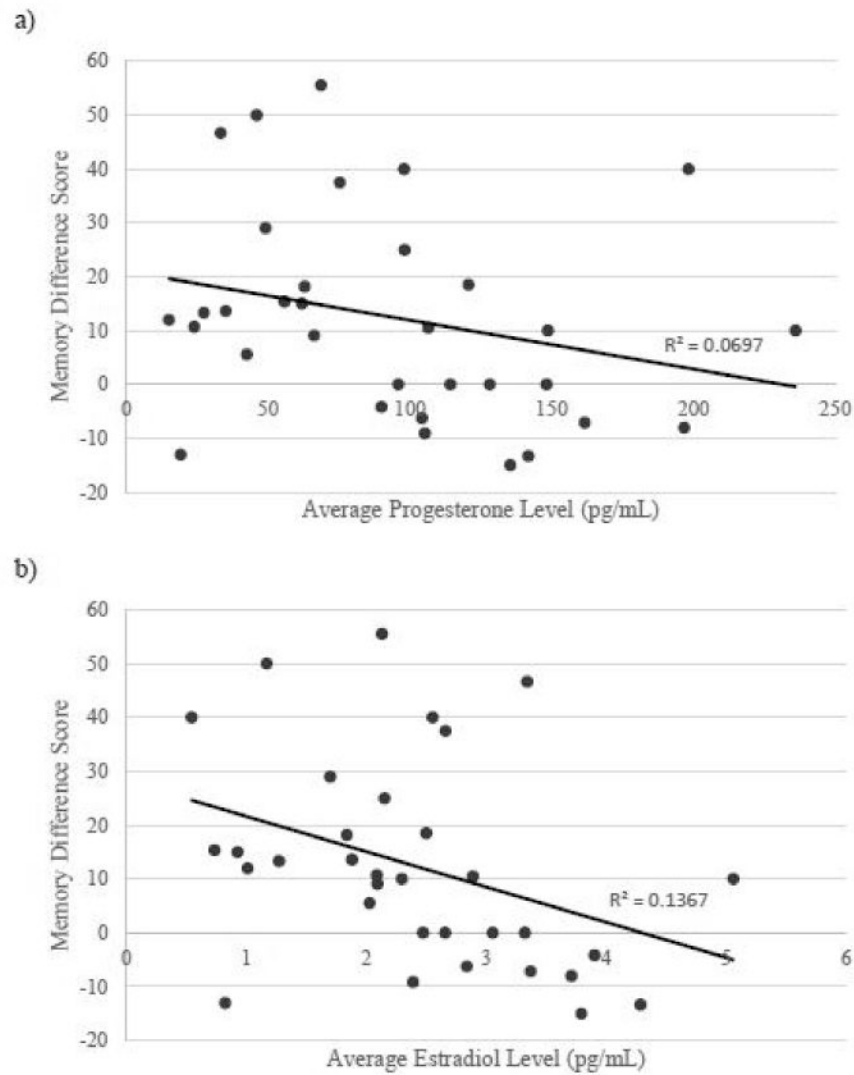 a)
60
50
40
30
20
10
0
-10
-20
Memory Difference Score
0 50 100 150 200 250
R² = 0.0697
Average Progesterone Level (pg/mL)
b)
60
50
40
30
20
10
0
-10
-20
Memory Difference Score
0 1 2 3 4 5 6
R² = 0.1367
Average Estradiol Level (pg/mL)